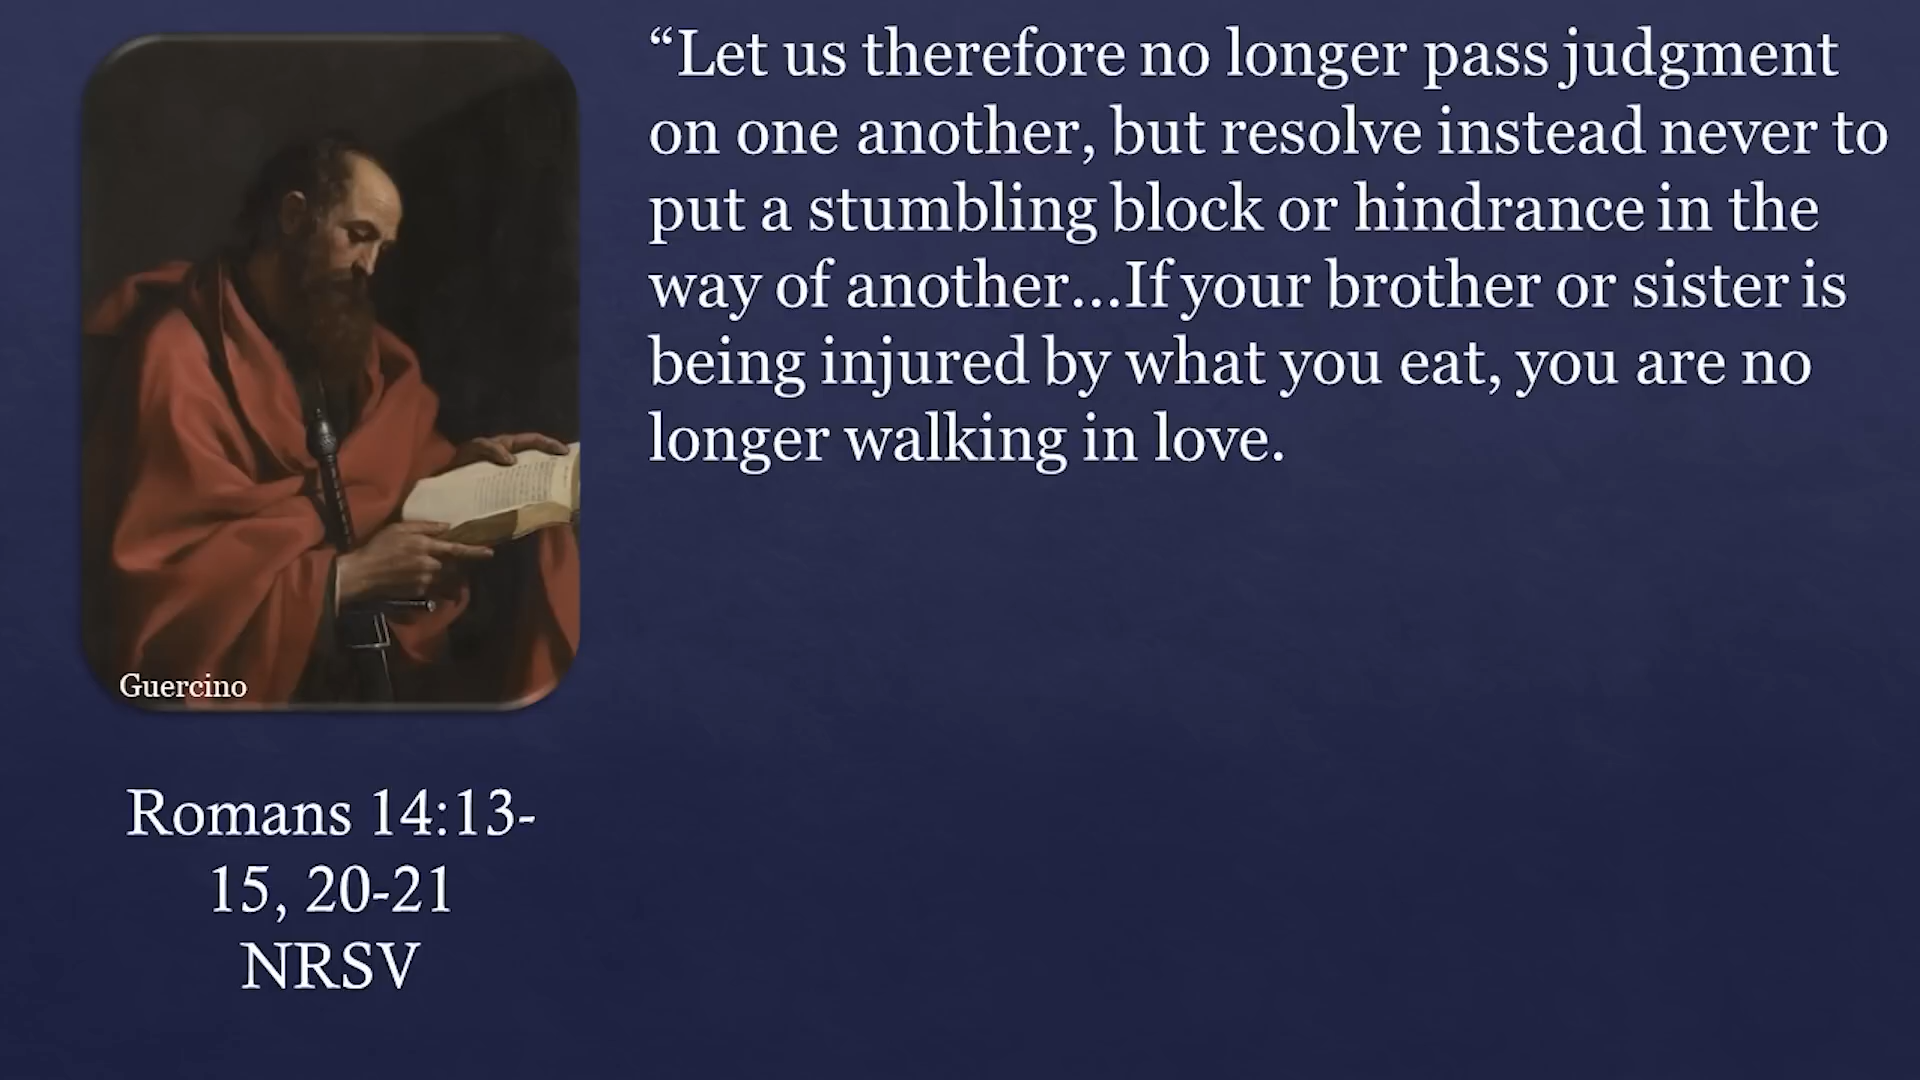 “Let us therefore no longer pass judgment
on one another, but resolve instead never to
put a stumbling block or hindrance in the
way of another…If your brother or sister is
being injured by what you eat, you are no
longer walking in love.
Guercino
Romans 14:13-
15, 20-21
NRSV